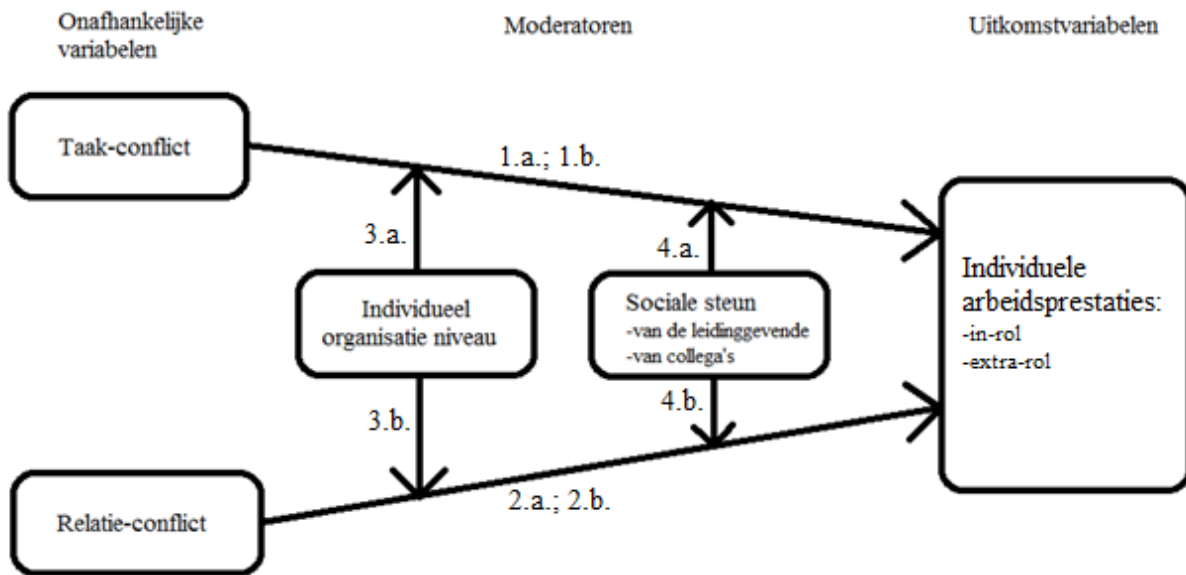 Onafhankelijke
variabelen
Moderatoren
Uitkomstvariabelen
Taak-conflict
1.a.; 1.b.
3.a.
4.a.
Individueel
organisatie niveau
Sociale steun
-van de leidinggevende
-van collega's
Individuele
arbeidsprestaties:
-in-rol
-extra-rol
3.b.
4.b.
2.a.; 2.b.
Relatie-conflict